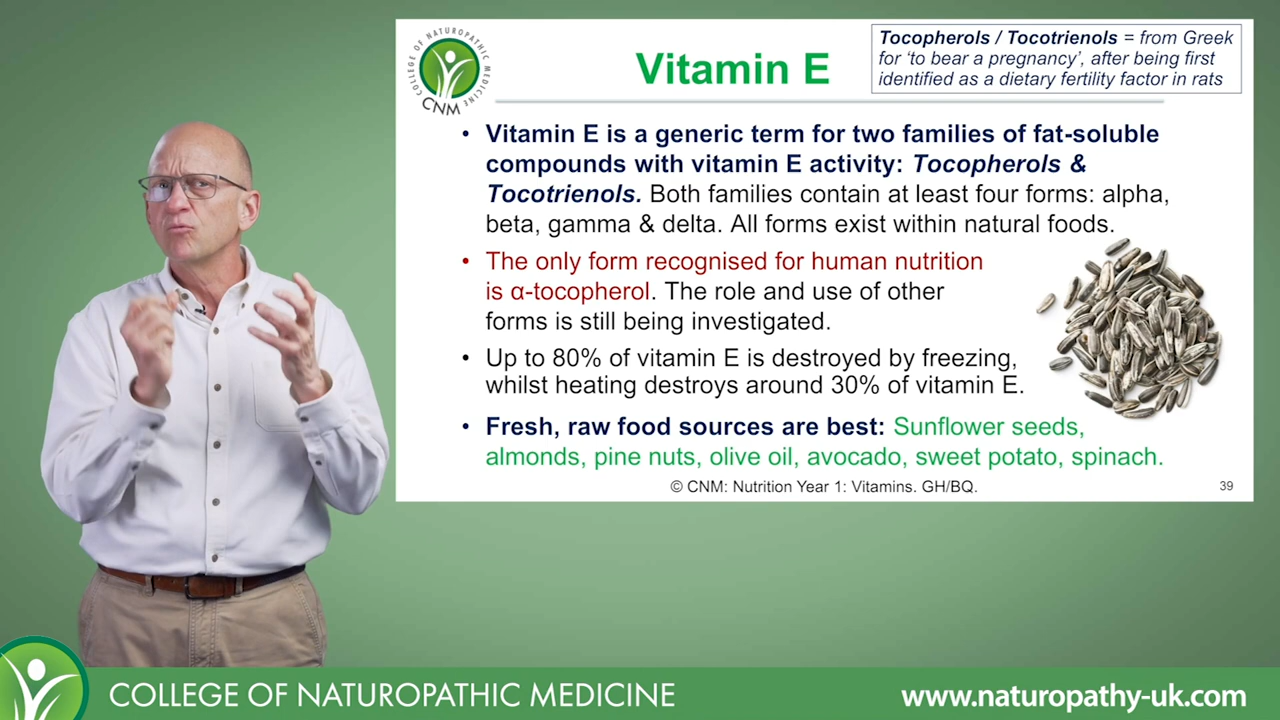 COLLEGE OF NATUROPATHIC MEDICINE
CNM
Vitamin E
Tocopherols / Tocotrienols = from Greek
for ‘to bear a pregnancy’, after being first
identified as a dietary fertility factor in rats
• Vitamin E is a generic term for two families of fat-soluble
compounds with vitamin E activity: Tocopherols &
Tocotrienols. Both families contain at least four forms: alpha,
beta, gamma & delta. All forms exist within natural foods.
• The only form recognised for human nutrition
is α-tocopherol. The role and use of other
forms is still being investigated.
• Up to 80% of vitamin E is destroyed by freezing,
whilst heating destroys around 30% of vitamin E.
• Fresh, raw food sources are best: Sunflower seeds,
almonds, pine nuts, olive oil, avocado, sweet potato, spinach.
© CNM: Nutrition Year 1: Vitamins. GH/BQ.
39
COLLEGE OF NATUROPATHIC MEDICINE
www.naturopathy-uk.com